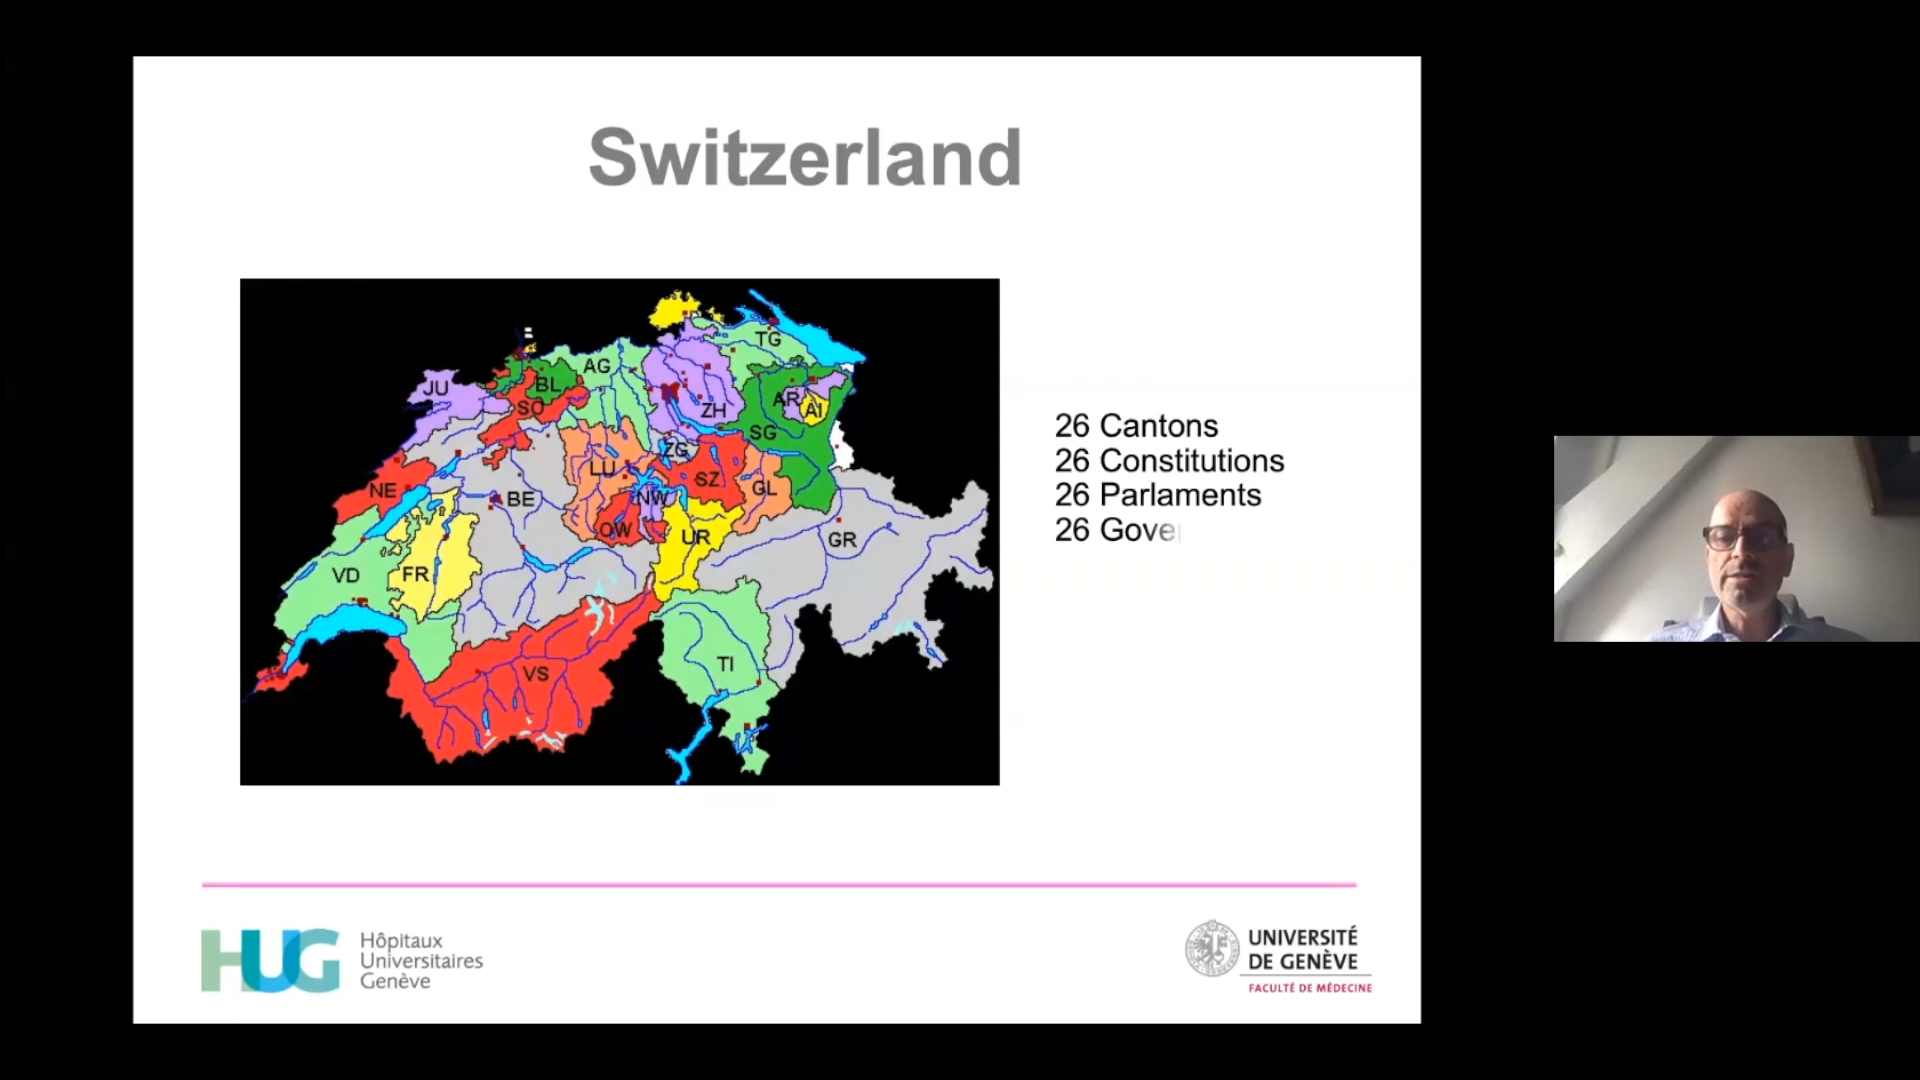 Switzerland
JU
BL
SO
AG
ZH
TG
AR
AI
SG
NE
BE
LU
ZG
SZ
NW
GL
OW
UR
GR
VD
FR
VS
TI
26 Cantons
26 Constitutions
26 Parlaments
26 Gove
HUG
Hôpitaux
Universitaires
Genève
UNIVERSITÉ
DE GENÈVE
FACULTÉ DE MÉDECINE